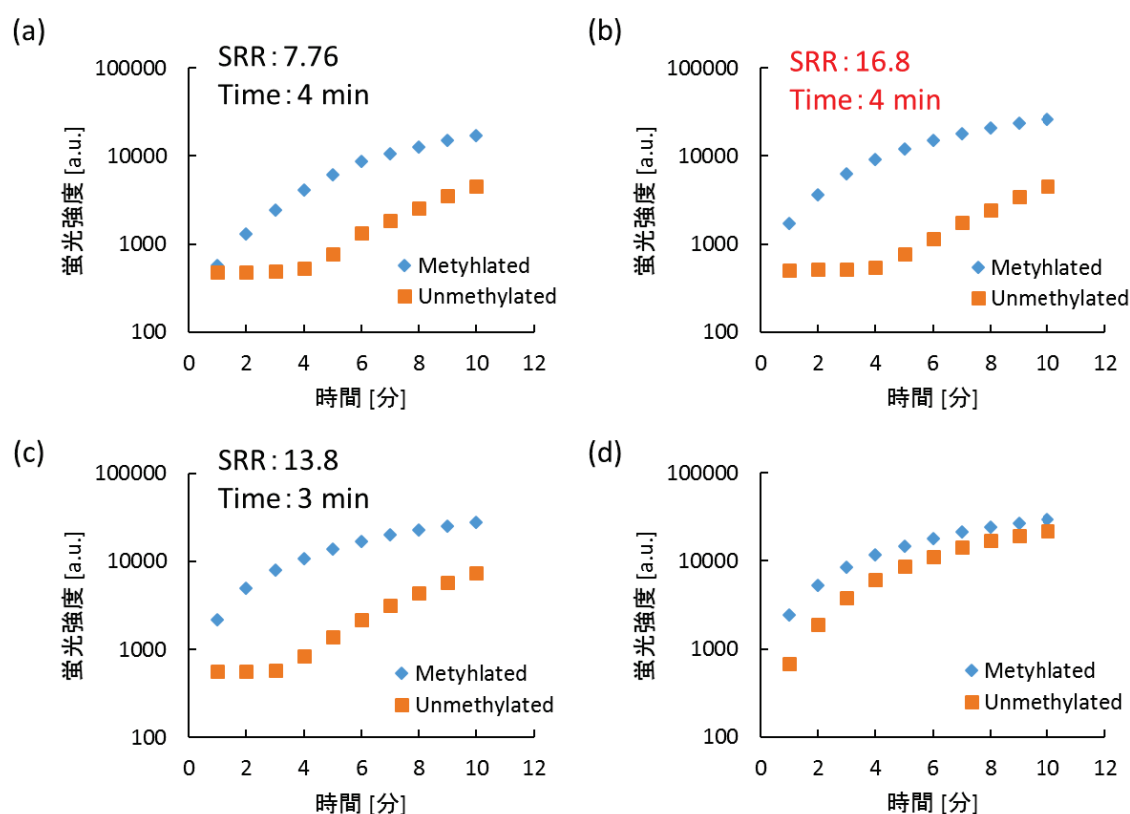 (a)
SRR：7.76
Time：4 min
100000
10000
1000
100
蛍光強度 [a.u.]
Metyhlated
Unmethylated
0 2 4 6 8 10 12
時間 [分]
(b)
SRR：16.8
Time：4 min
100000
10000
1000
100
蛍光強度 [a.u.]
Metyhlated
Unmethylated
0 2 4 6 8 10 12
時間 [分]
(c)
SRR：13.8
Time：3 min
100000
10000
1000
100
蛍光強度 [a.u.]
Metyhlated
Unmethylated
0 2 4 6 8 10 12
時間 [分]
(d)
100000
10000
1000
100
蛍光強度 [a.u.]
Metyhlated
Unmethylated
0 2 4 6 8 10 12
時間 [分]